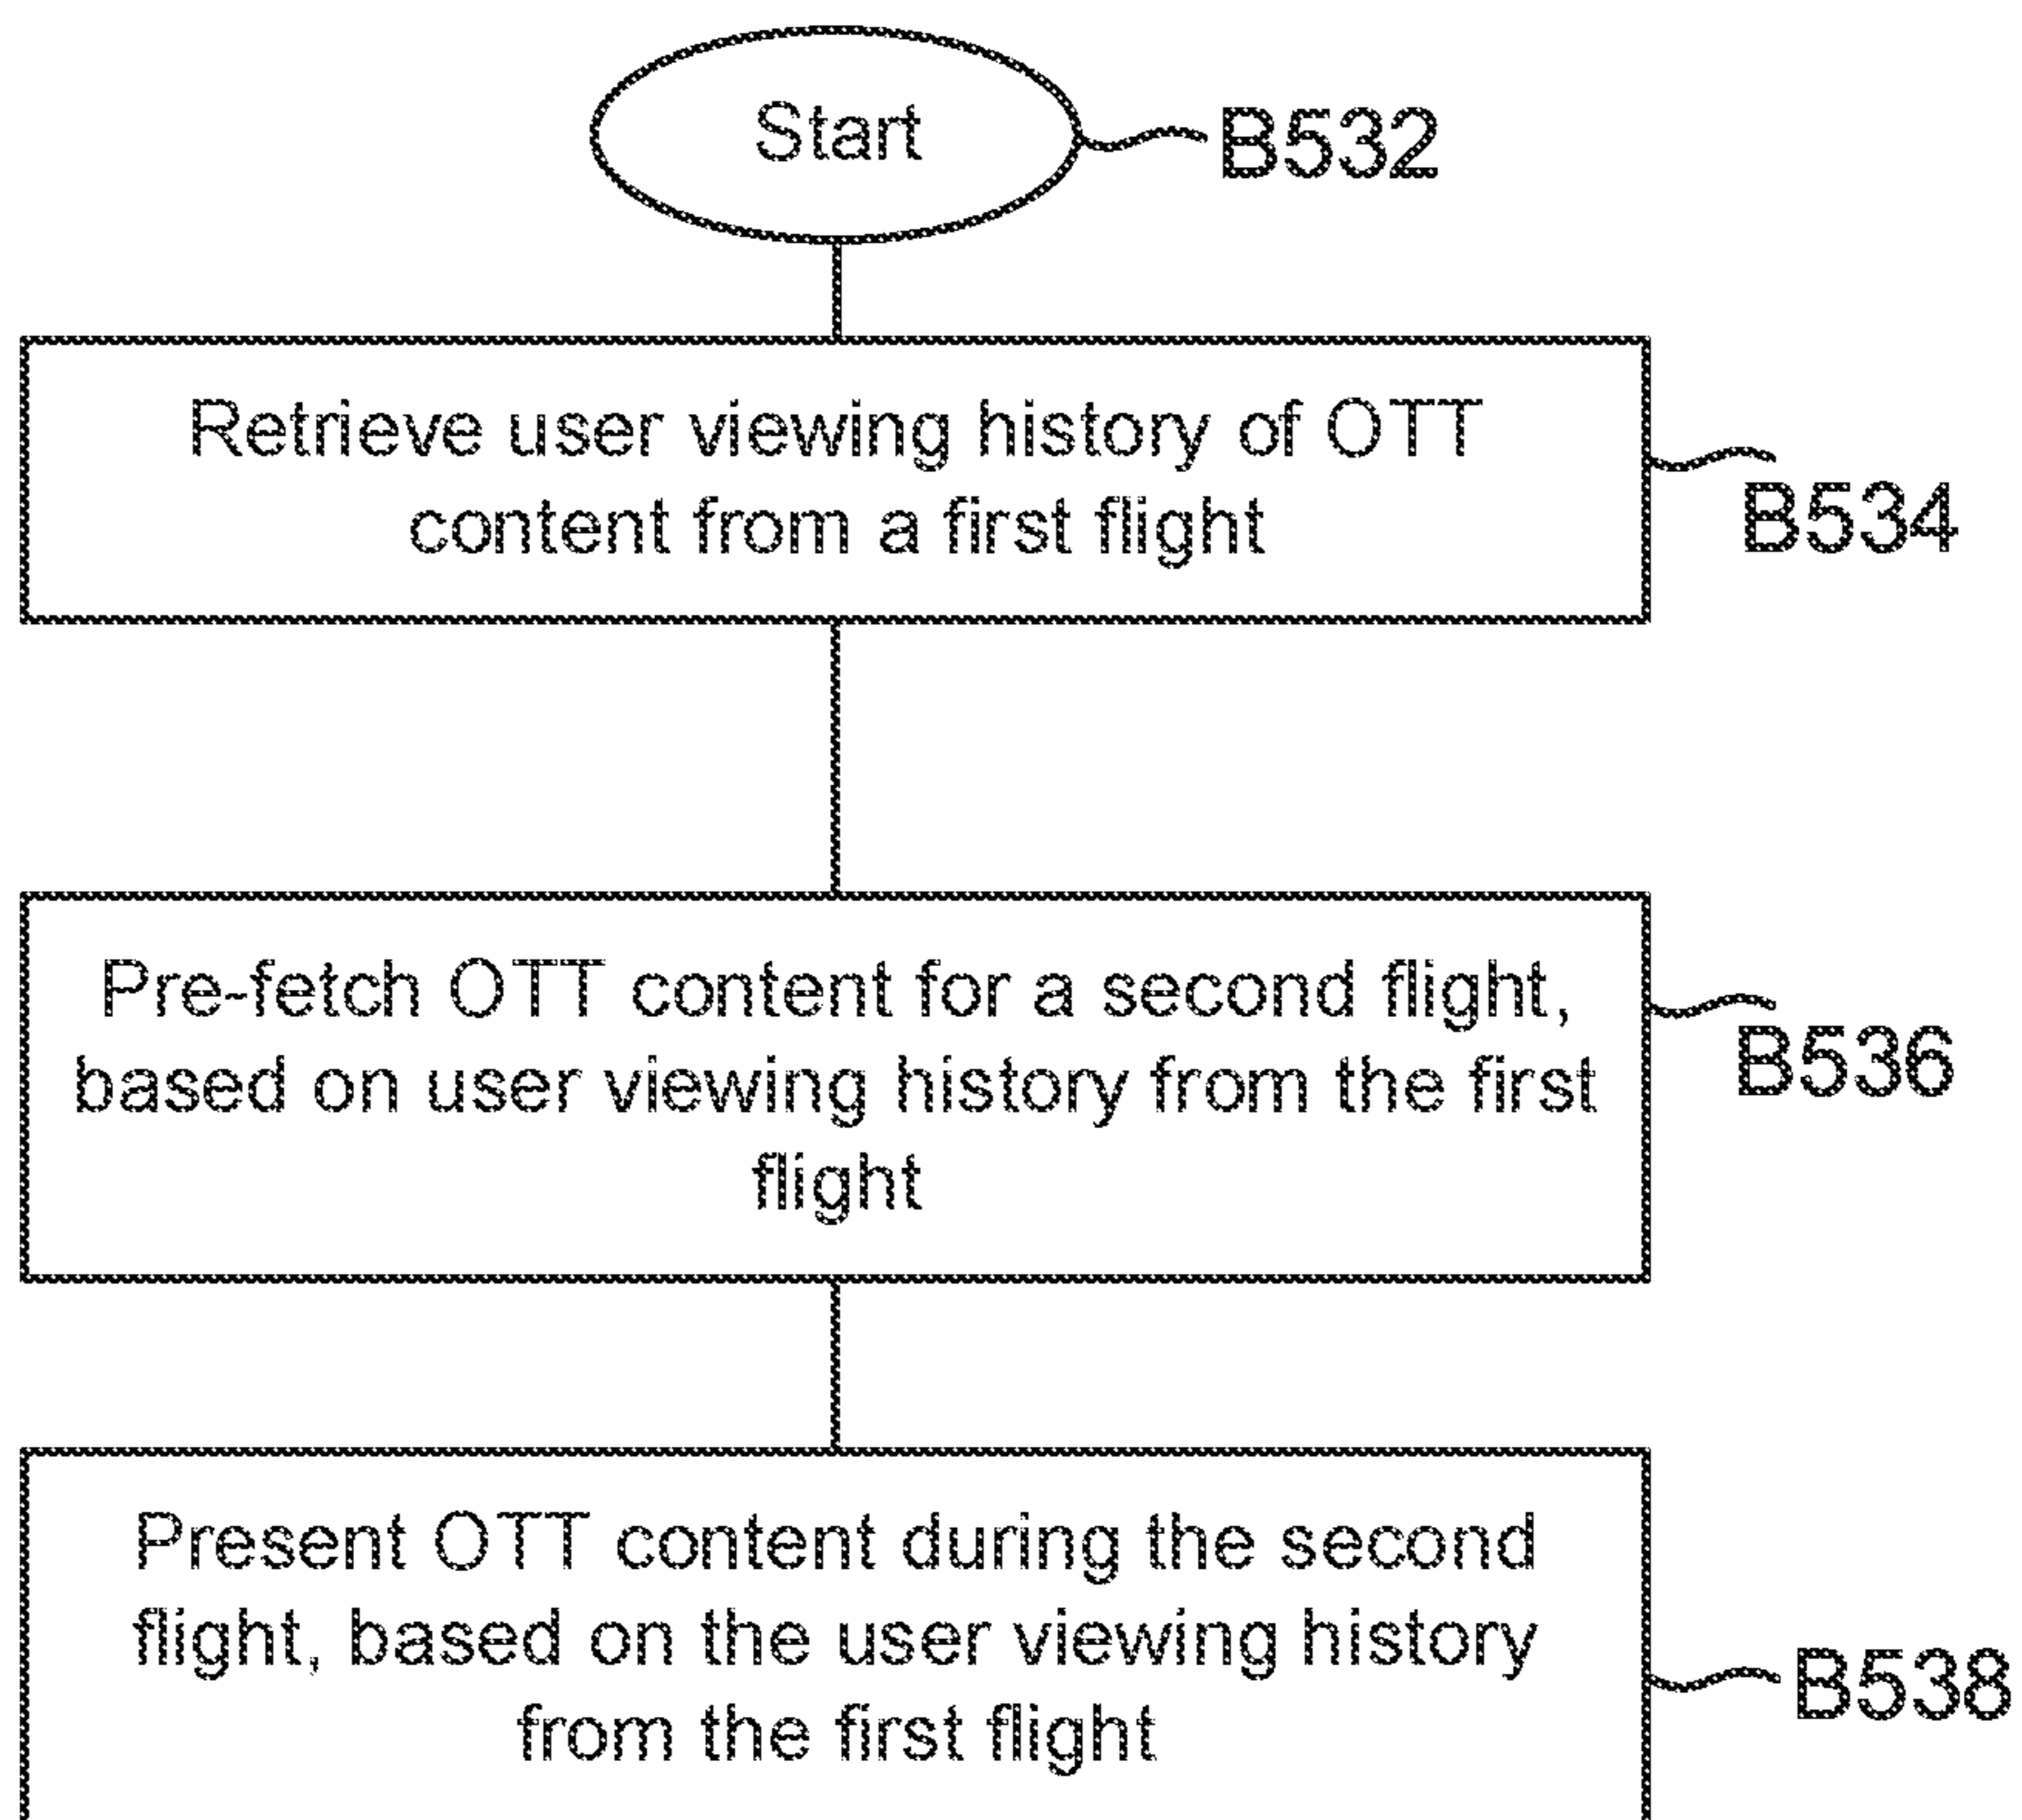 Start
B532
Retrieve user viewing history of OTT
content from a first flight
B534
Pre-fetch OTT content for a second flight,
based on user viewing history from the first
flight
B536
Present OTT content during the second
flight, based on the user viewing history
from the first flight
B538